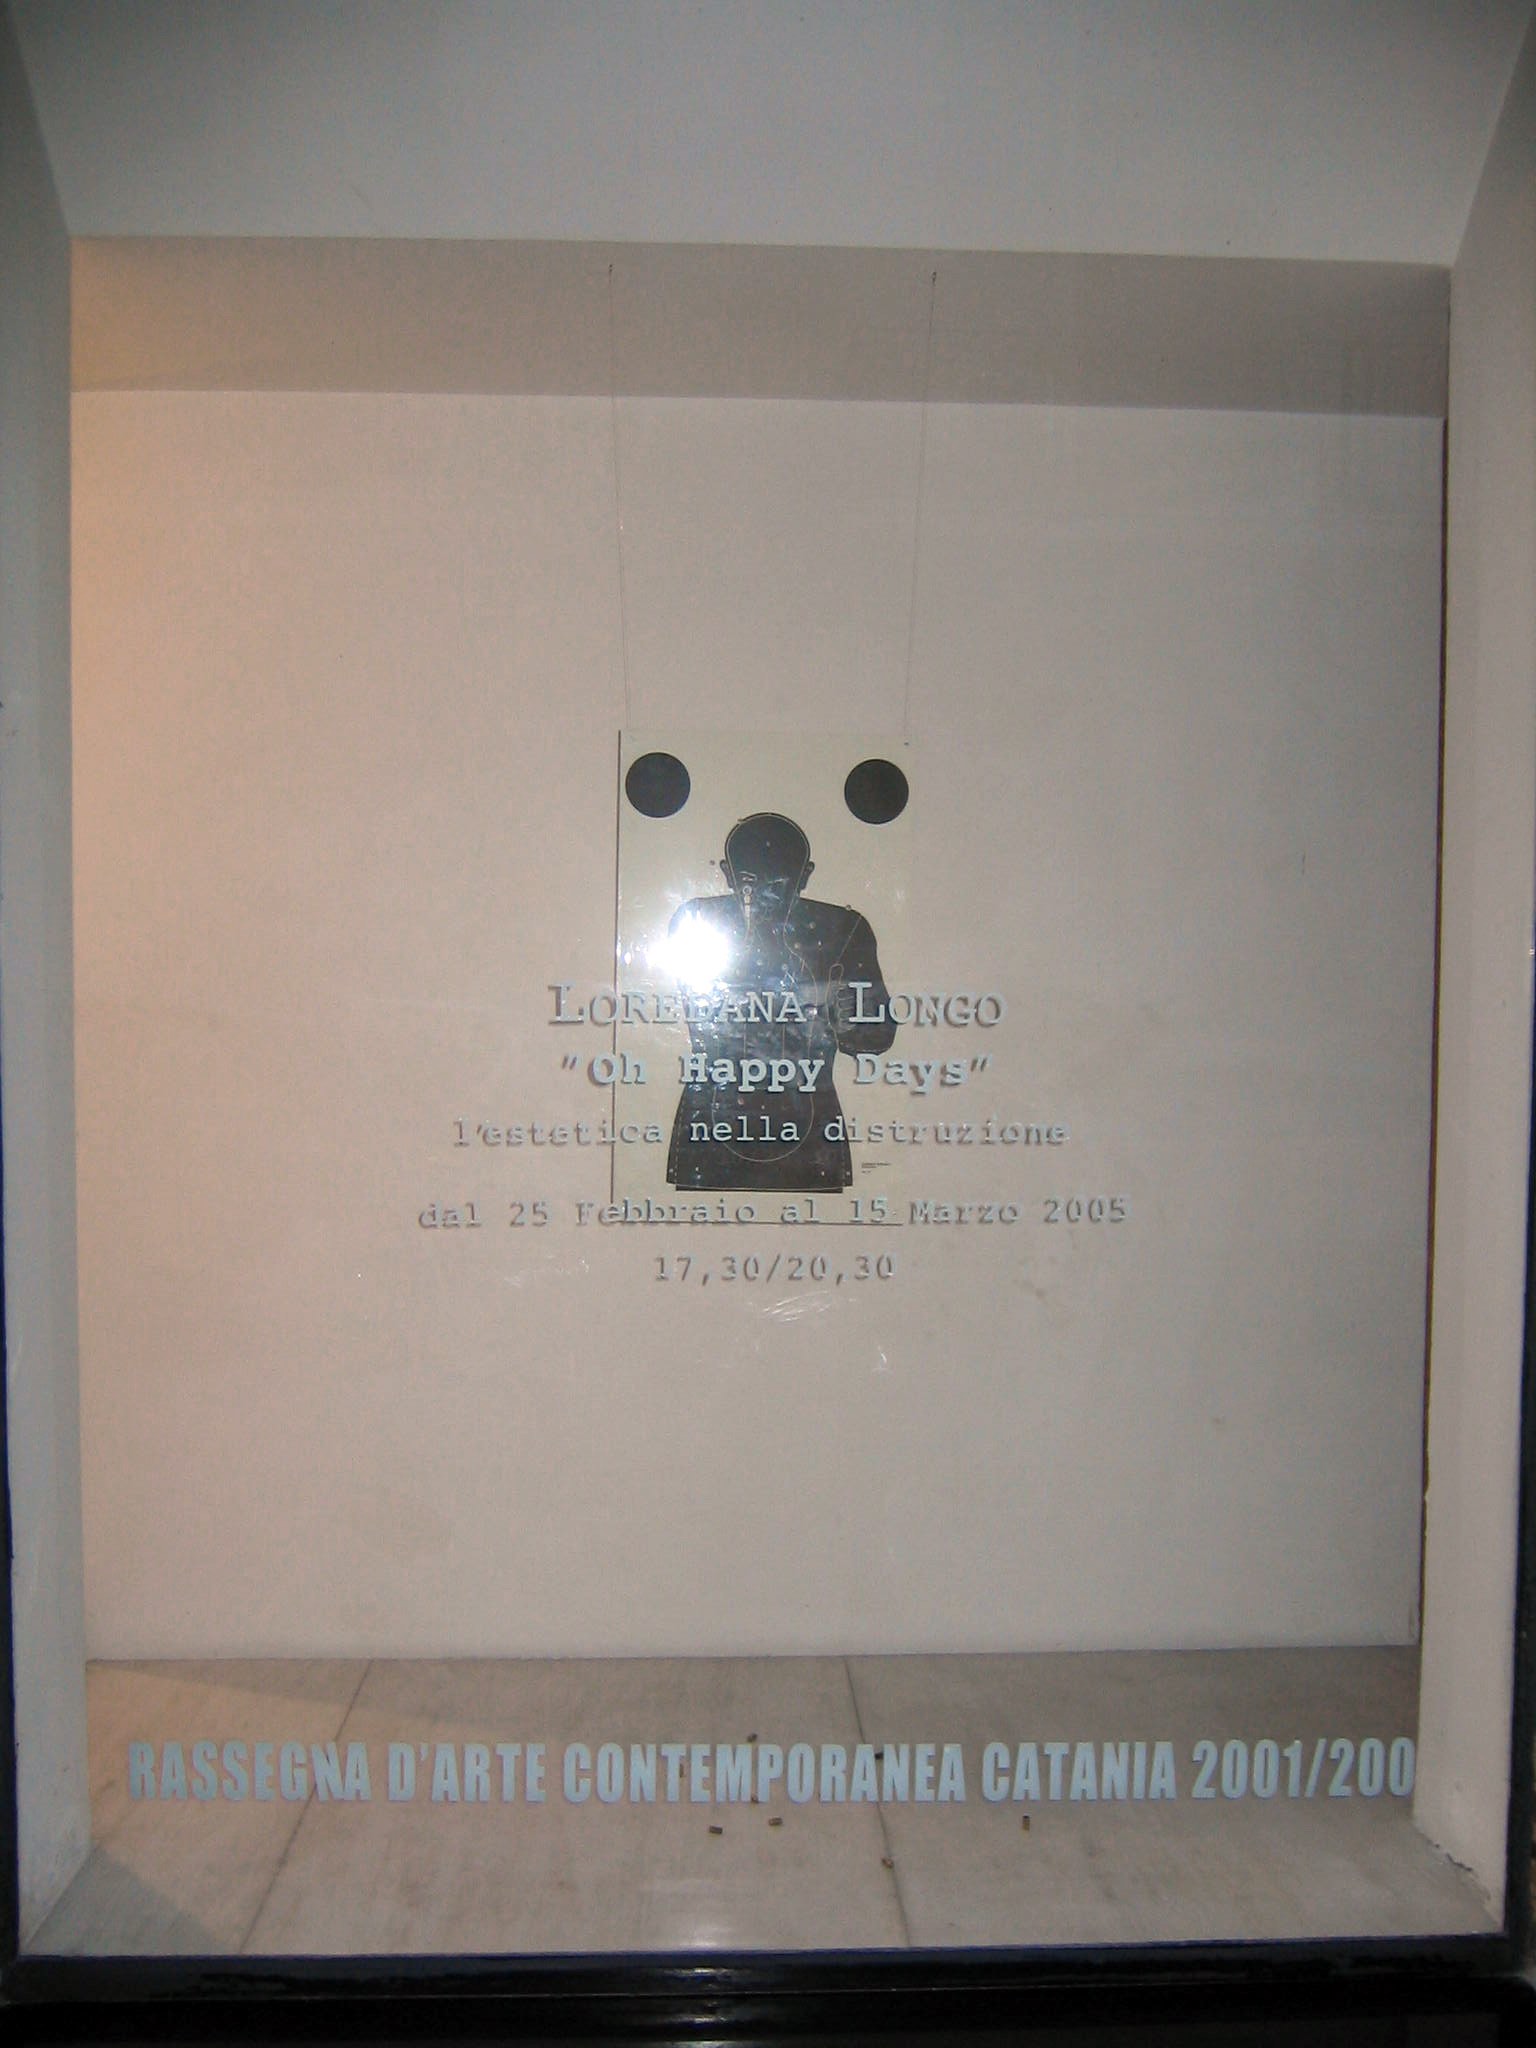 LOREDANA LONGO
"Oh Happy Days"
l'estetica nella distruzione
dal 25 Febbraio al 15 Marzo 2005
17,30/20,30
RASSEGNA D'ARTE CONTEMPORANEA CATANIA 2001/200